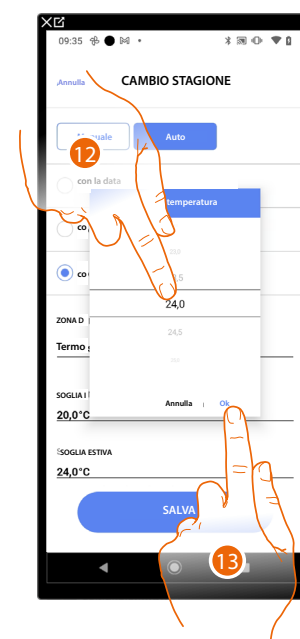 09:35
Annulla CAMBIO STAGIONE
Auto
12
con la data
temperatura
24,0
24,5
ZONA D
Termo
Annulla | Ok
SOGLIA I
20,0°C
SOGLIA ESTIVA
24,0°C
SALVA
13